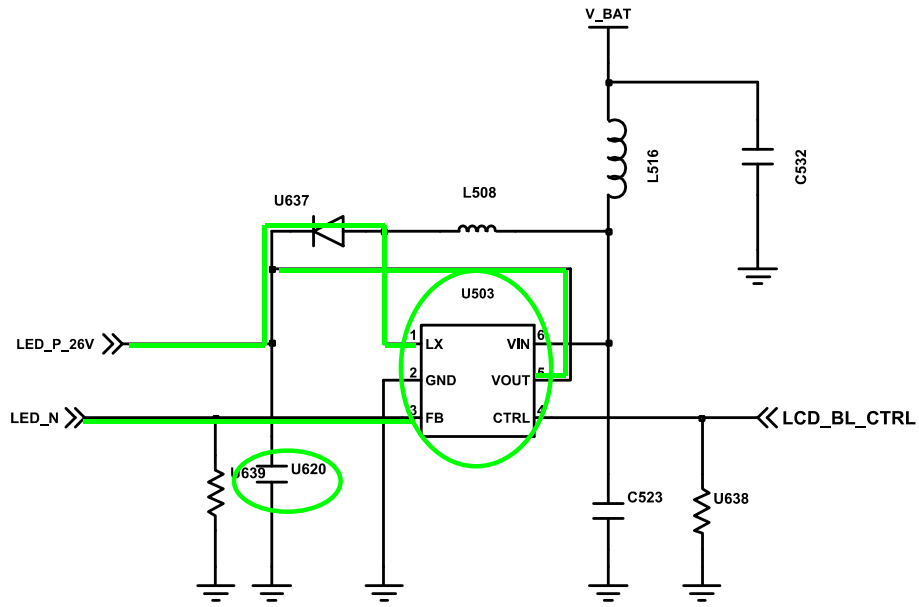 V_BAT
L516
C532
U637
L508
U503
LED_P_26V
1
LX
VIN
6
2
GND
VOUT
5
LED_N
3
FB
CTRL
4
LCD_BL_CTRL
U639
U620
C523
U638